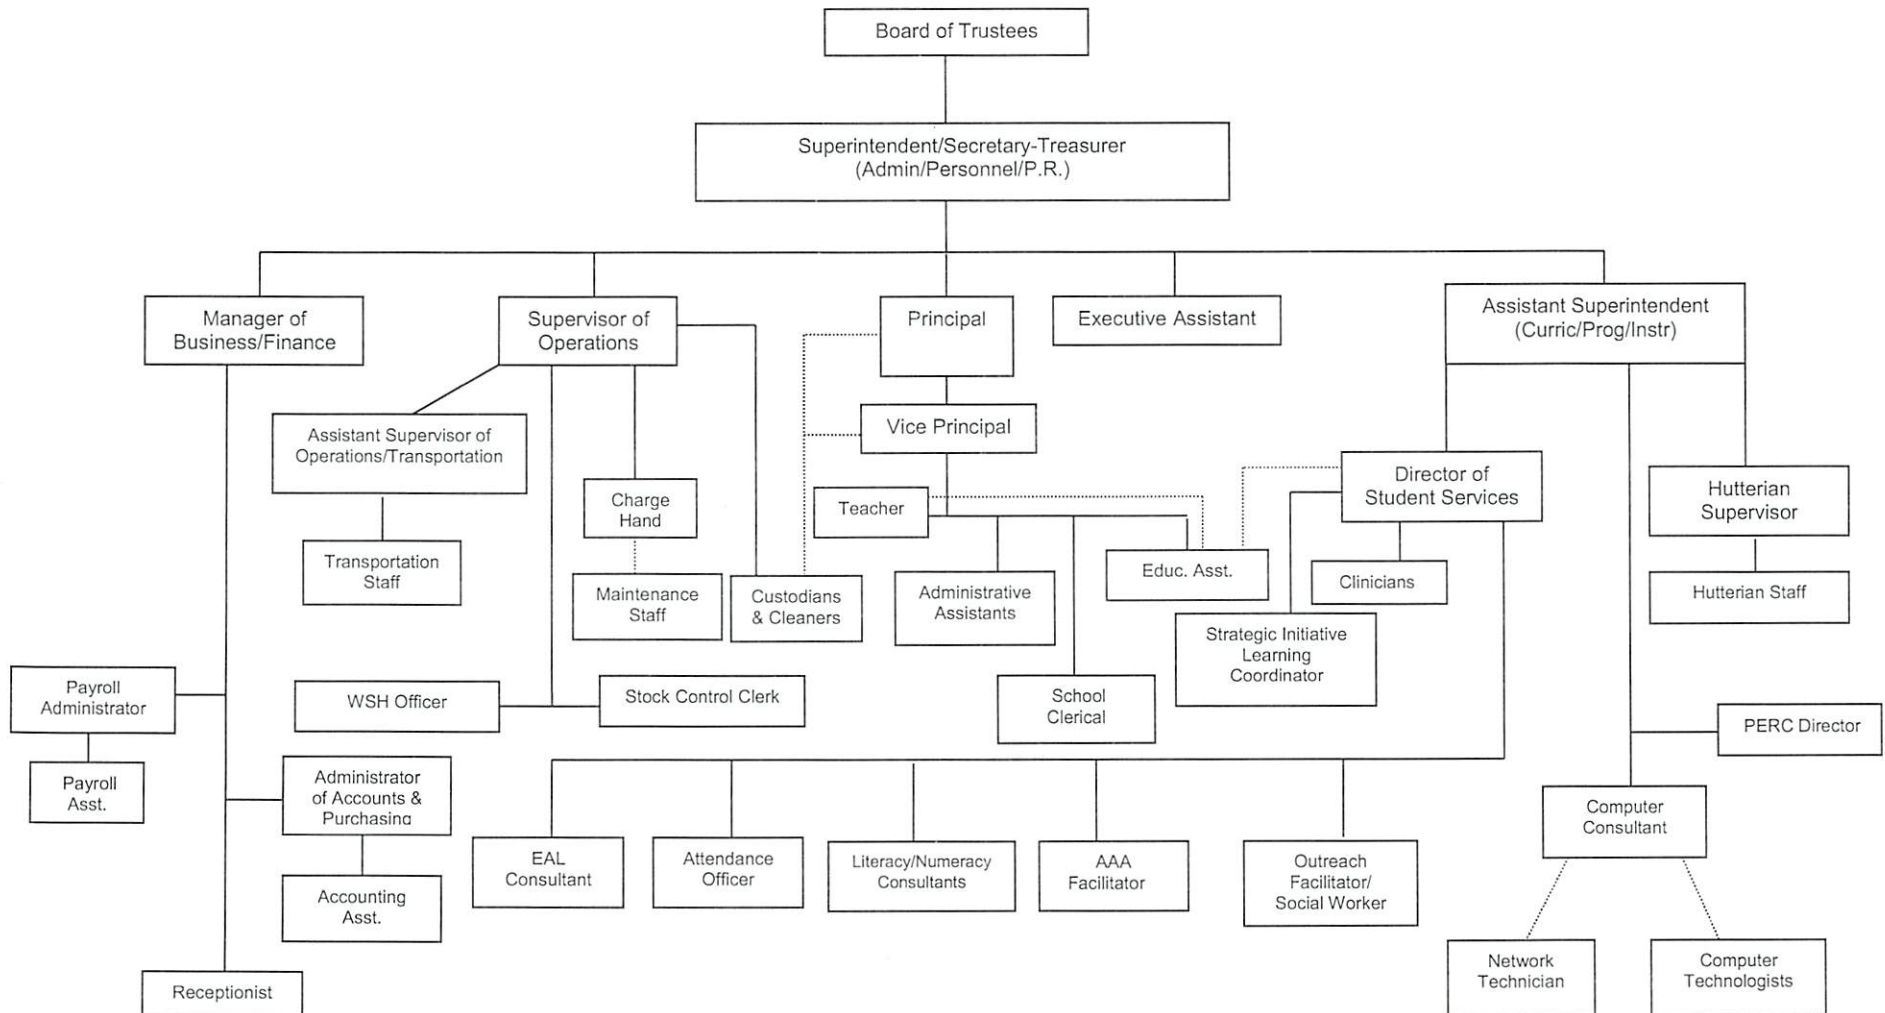 Board of Trustees
Superintendent/Secretary-Treasurer
(Admin/Personnel/P.R.)
Manager of
Business/Finance
Supervisor of
Operations
Principal
Executive Assistant
Assistant Superintendent
(Curric/Prog/Instr)
Assistant Supervisor of
Operations/Transportation
Vice Principal
Charge
Hand
Teacher
Director of
Student Services
Hutterian
Supervisor
Transportation
Staff
Maintenance
Staff
Custodians
& Cleaners
Administrative
Assistants
Educ. Asst.
Clinicians
Hutterian Staff
Strategic Initiative
Learning
Coordinator
Payroll
Administrator
WSH Officer
Stock Control Clerk
School
Clerical
PERC Director
Payroll
Asst.
Administrator
of Accounts &
Purchasing
Computer
Consultant
EAL
Consultant
Attendance
Officer
Literacy/Numeracy
Consultants
AAA
Facilitator
Outreach
Facilitator/
Social Worker
Accounting
Asst.
Receptionist
Network
Technician
Computer
Technologists